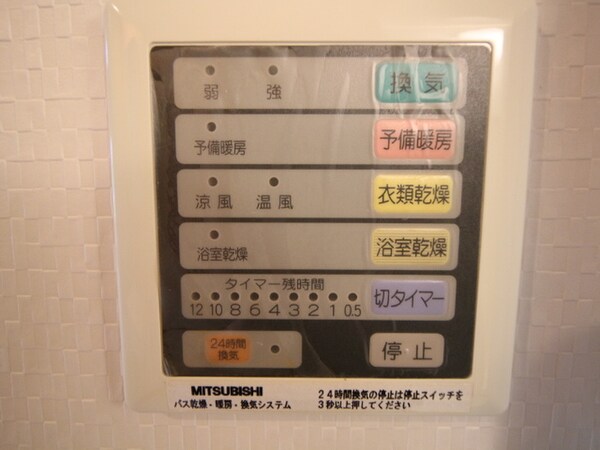 弱 強 換気
予備暖房 予備暖房
涼風 温風 衣類乾燥
浴室乾燥 浴室乾燥
タイマー残時間
12 10 8 6 4 3 2 1 0.5 切タイマー
24時間
換気 停止
MITSUBISHI
バス乾燥・暖房・換気システム
24時間換気の停止は停止スイッチを
3秒以上押してください